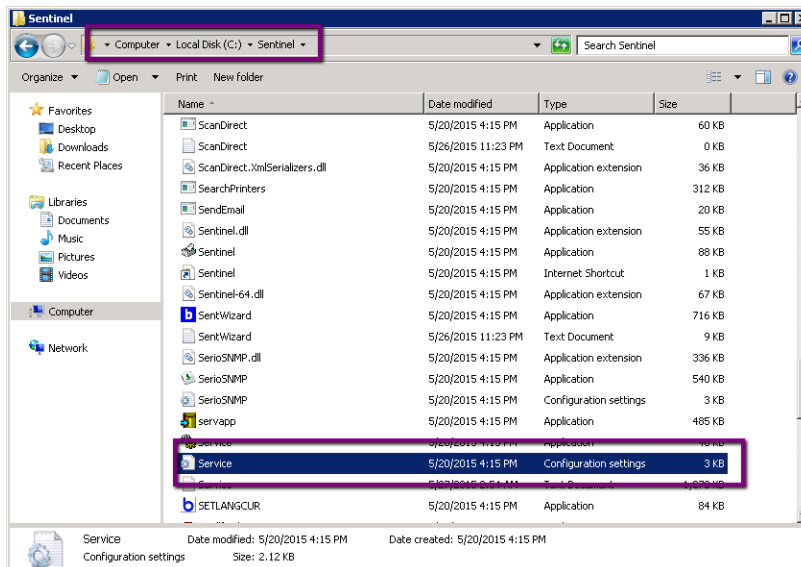 Sentinel
Computer Local Disk (C:) Sentinel
Search Sentinel
Organize Open Print New folder
Favorites
Desktop
Downloads
Recent Places
Libraries
Documents
Music
Pictures
Videos
Computer
Network
Name Date modified Type Size
ScanDirect 5/20/2015 4:15 PM Application 60 KB
ScanDirect 5/26/2015 11:23 PM Text Document 0 KB
ScanDirect.XmlSerializers.dll 5/20/2015 4:15 PM Application extension 36 KB
SearchPrinters 5/20/2015 4:15 PM Application 312 KB
SendEmail 5/20/2015 4:15 PM Application 20 KB
Sentinel.dll 5/20/2015 4:15 PM Application extension 55 KB
Sentinel 5/20/2015 4:15 PM Application 88 KB
Sentinel 5/20/2015 4:15 PM Internet Shortcut 1 KB
Sentinel-64.dll 5/20/2015 4:15 PM Application extension 67 KB
SentWizard 5/20/2015 4:15 PM Application 716 KB
SentWizard 5/26/2015 11:23 PM Text Document 9 KB
SerioSNMP.dll 5/20/2015 4:15 PM Application extension 336 KB
SerioSNMP 5/20/2015 4:15 PM Application 540 KB
SerioSNMP 5/20/2015 4:15 PM Configuration settings 3 KB
servapp 5/20/2015 4:15 PM Application 485 KB
Service 5/20/2015 4:15 PM Application
Service 5/20/2015 4:15 PM Configuration settings 3 KB
Service Text Document
SETLANGCUR 5/20/2015 4:15 PM Application 84 KB
Service Date modified: 5/20/2015 4:15 PM Date created: 5/20/2015 4:15 PM
Configuration settings Size: 2.12 KB